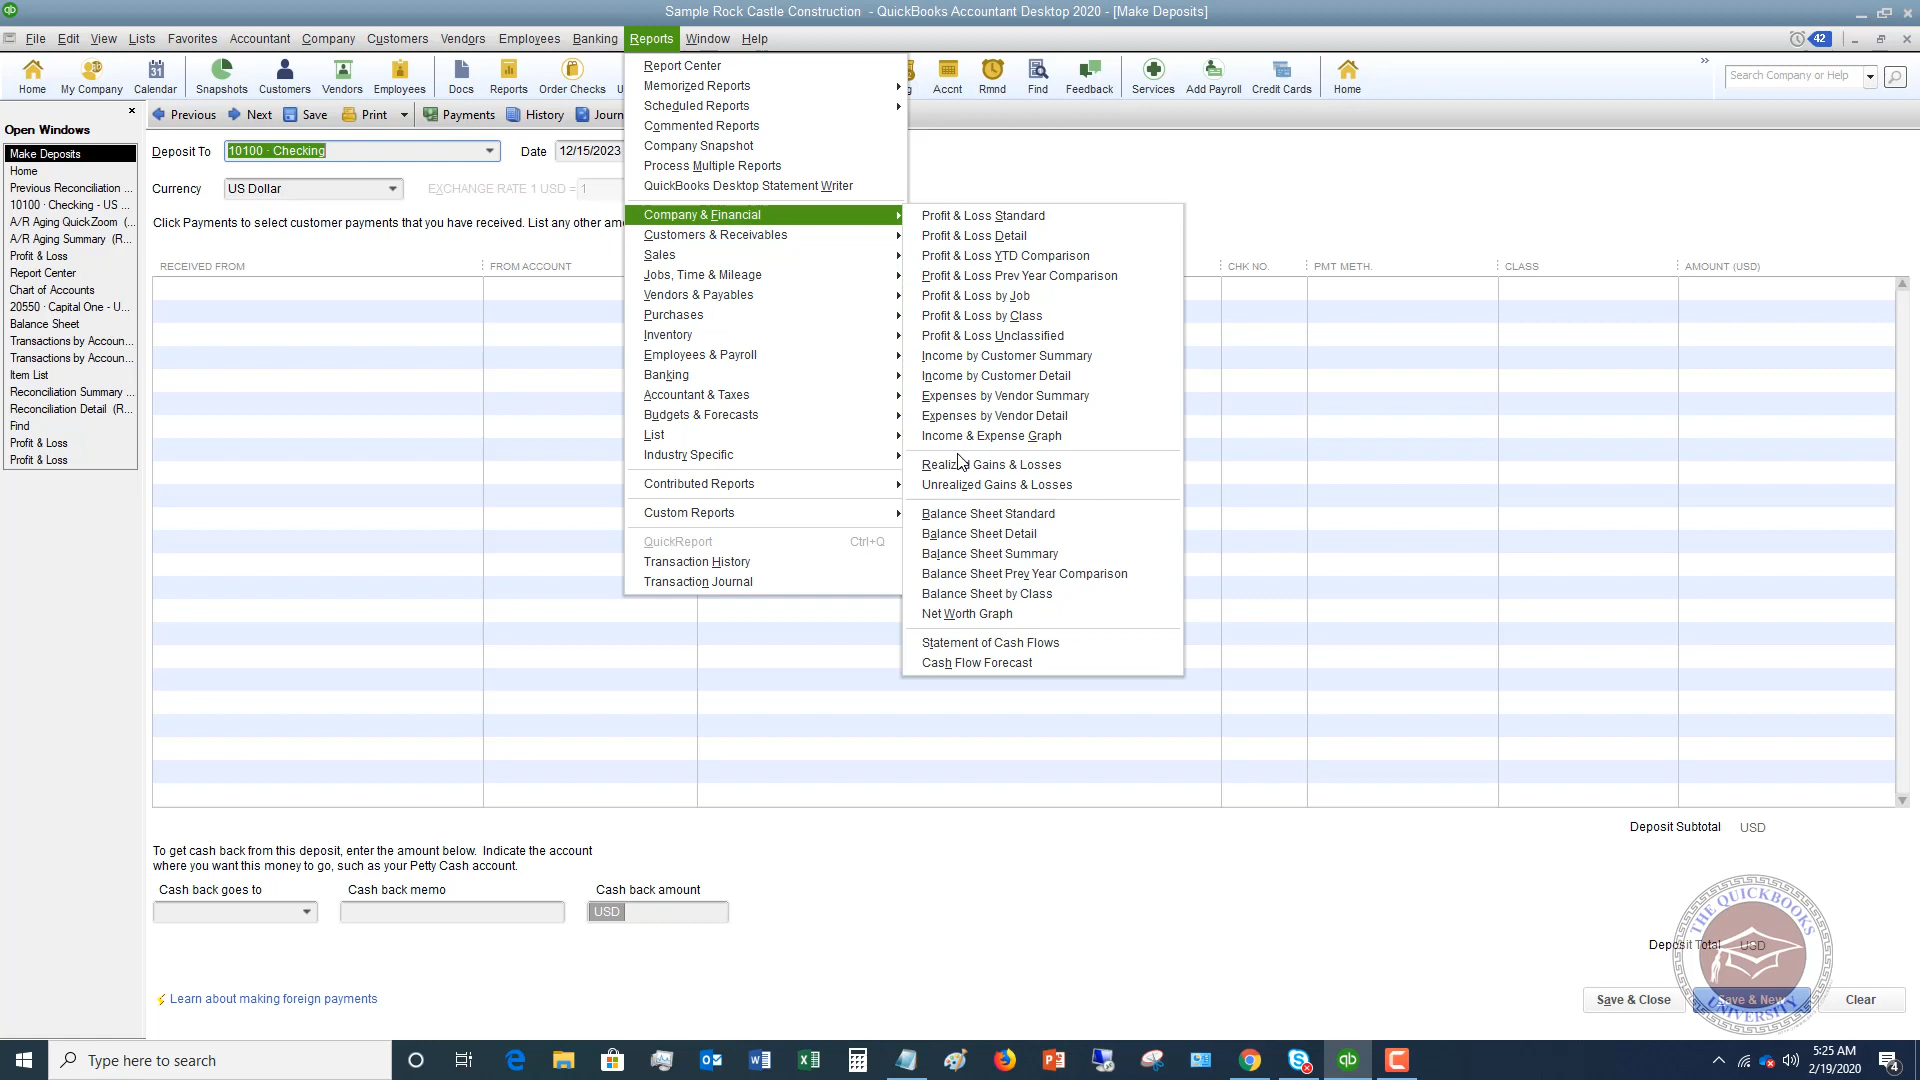 Sample Rock Castle Construction - QuickBooks Accountant Desktop 2020 - [Make Deposits]
File Edit View Lists Favorites Accountant Company Customers Vendors Employees Banking Reports Window Help
42
Home My Company Calendar Snapshots Customers Vendors Employees Docs Reports Order Checks Accnt Rmnd Find Feedback Services Add Payroll Credit Cards Home
Search Company or Help
Previous Next Save Print Payments History Journ
Open Windows
Make Deposits
Home
Previous Reconciliation ...
10100 · Checking - US ...
A/R Aging QuickZoom (...
A/R Aging Summary (R...
Profit & Loss
Report Center
Chart of Accounts
20550 · Capital One - U...
Balance Sheet
Transactions by Accoun...
Transactions by Accoun...
Item List
Reconciliation Summary ...
Reconciliation Detail (R...
Find
Profit & Loss
Profit & Loss
Deposit To 10100 · Checking Date 12/15/2023
Currency US Dollar EXCHANGE RATE 1 USD = 1
Click Payments to select customer payments that you have received. List any other am
RECEIVED FROM FROM ACCOUNT CHK NO. PMT METH. CLASS AMOUNT (USD)
Report Center
Memorized Reports
Scheduled Reports
Commented Reports
Company Snapshot
Process Multiple Reports
QuickBooks Desktop Statement Writer
Company & Financial
Customers & Receivables
Sales
Jobs, Time & Mileage
Vendors & Payables
Purchases
Inventory
Employees & Payroll
Banking
Accountant & Taxes
Budgets & Forecasts
List
Industry Specific
Contributed Reports
Custom Reports
QuickReport Ctrl+Q
Transaction History
Transaction Journal
Profit & Loss Standard
Profit & Loss Detail
Profit & Loss YTD Comparison
Profit & Loss Prev Year Comparison
Profit & Loss by Job
Profit & Loss by Class
Profit & Loss Unclassified
Income by Customer Summary
Income by Customer Detail
Expenses by Vendor Summary
Expenses by Vendor Detail
Income & Expense Graph
Realized Gains & Losses
Unrealized Gains & Losses
Balance Sheet Standard
Balance Sheet Detail
Balance Sheet Summary
Balance Sheet Prev Year Comparison
Balance Sheet by Class
Net Worth Graph
Statement of Cash Flows
Cash Flow Forecast
Deposit Subtotal USD
To get cash back from this deposit, enter the amount below. Indicate the account
where you want this money to go, such as your Petty Cash account.
Cash back goes to Cash back memo Cash back amount
USD
Deposit Total USD
THE QUICKBOOKS UNIVERSITY
Learn about making foreign payments
Save & Close Save & New Clear
Type here to search
5:25 AM
2/19/2020
4